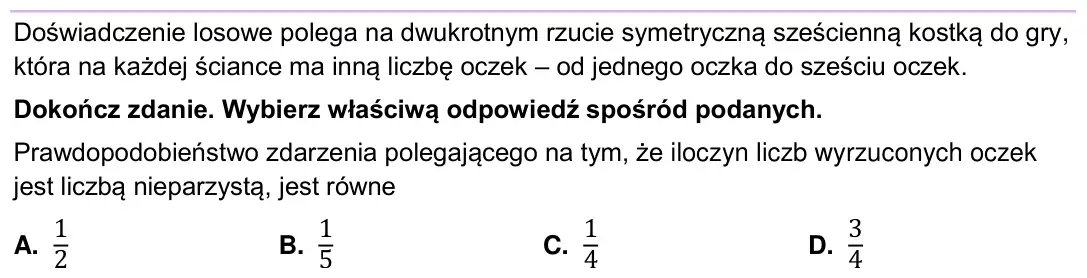 Doświadczenie losowe polega na dwukrotnym rzucie symetryczną sześcienną kostką do gry,
która na każdej ściance ma inną liczbę oczek – od jednego oczka do sześciu oczek.
Dokończ zdanie. Wybierz właściwą odpowiedź spośród podanych.
Prawdopodobieństwo zdarzenia polegającego na tym, że iloczyn liczb wyrzuconych oczek
jest liczbą nieparzystą, jest równe
A. 1/2 B. 1/5 C. 1/4 D. 3/4